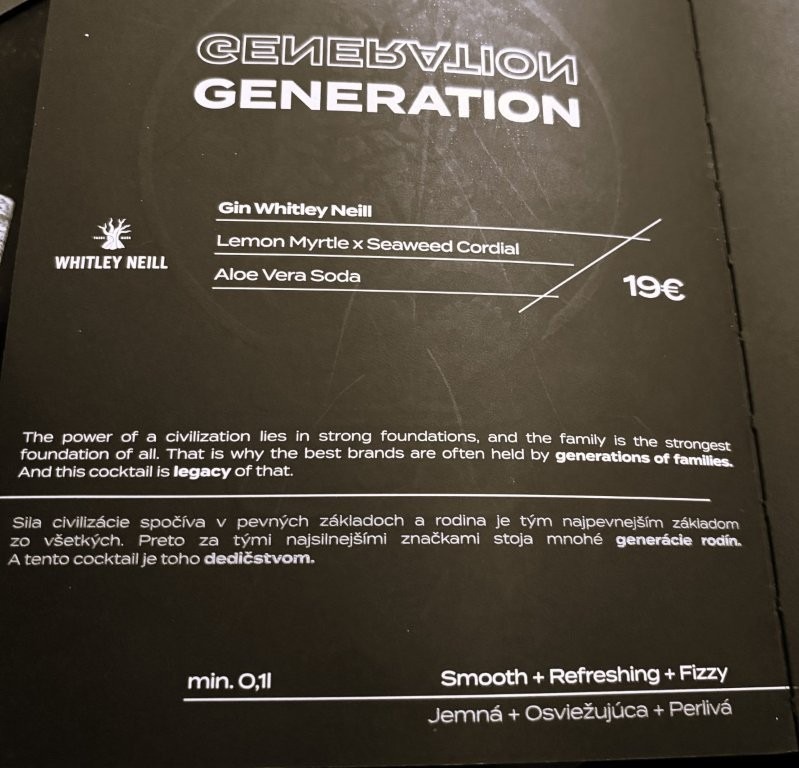 GENERATION
GENERATION
Gin Whitley Neill
Lemon Myrtle x Seaweed Cordial
Aloe Vera Soda
WHITLEY NEILL
19€
The power of a civilization lies in strong foundations, and the family is the strongest
foundation of all. That is why the best brands are often held by generations of families.
And this cocktail is legacy of that.
Sila civilizácie spočíva v pevných základoch a rodina je tým najpevnejším základom
zo všetkých. Preto za tými najsilnejšími značkami stoja mnohé generácie rodín.
A tento cocktail je toho dedičstvom.
min. 0,1l
Smooth + Refreshing + Fizzy
Jemná + Osviežujúca + Perlivá